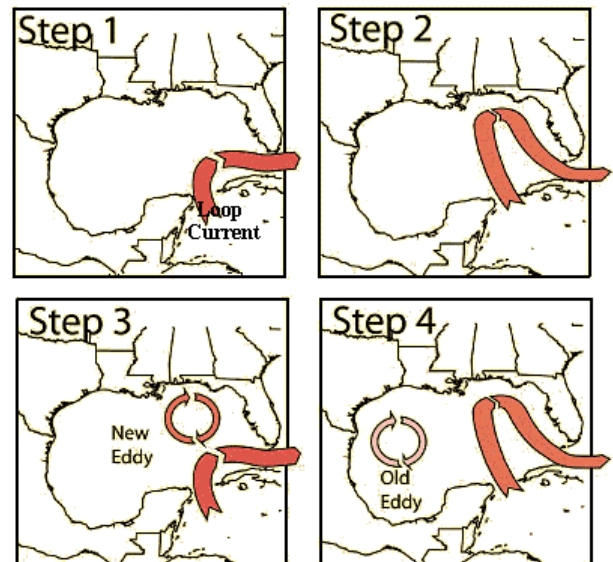 Step 1
Loop
Current
Step 2
Step 3
New
Eddy
Step 4
Old
Eddy